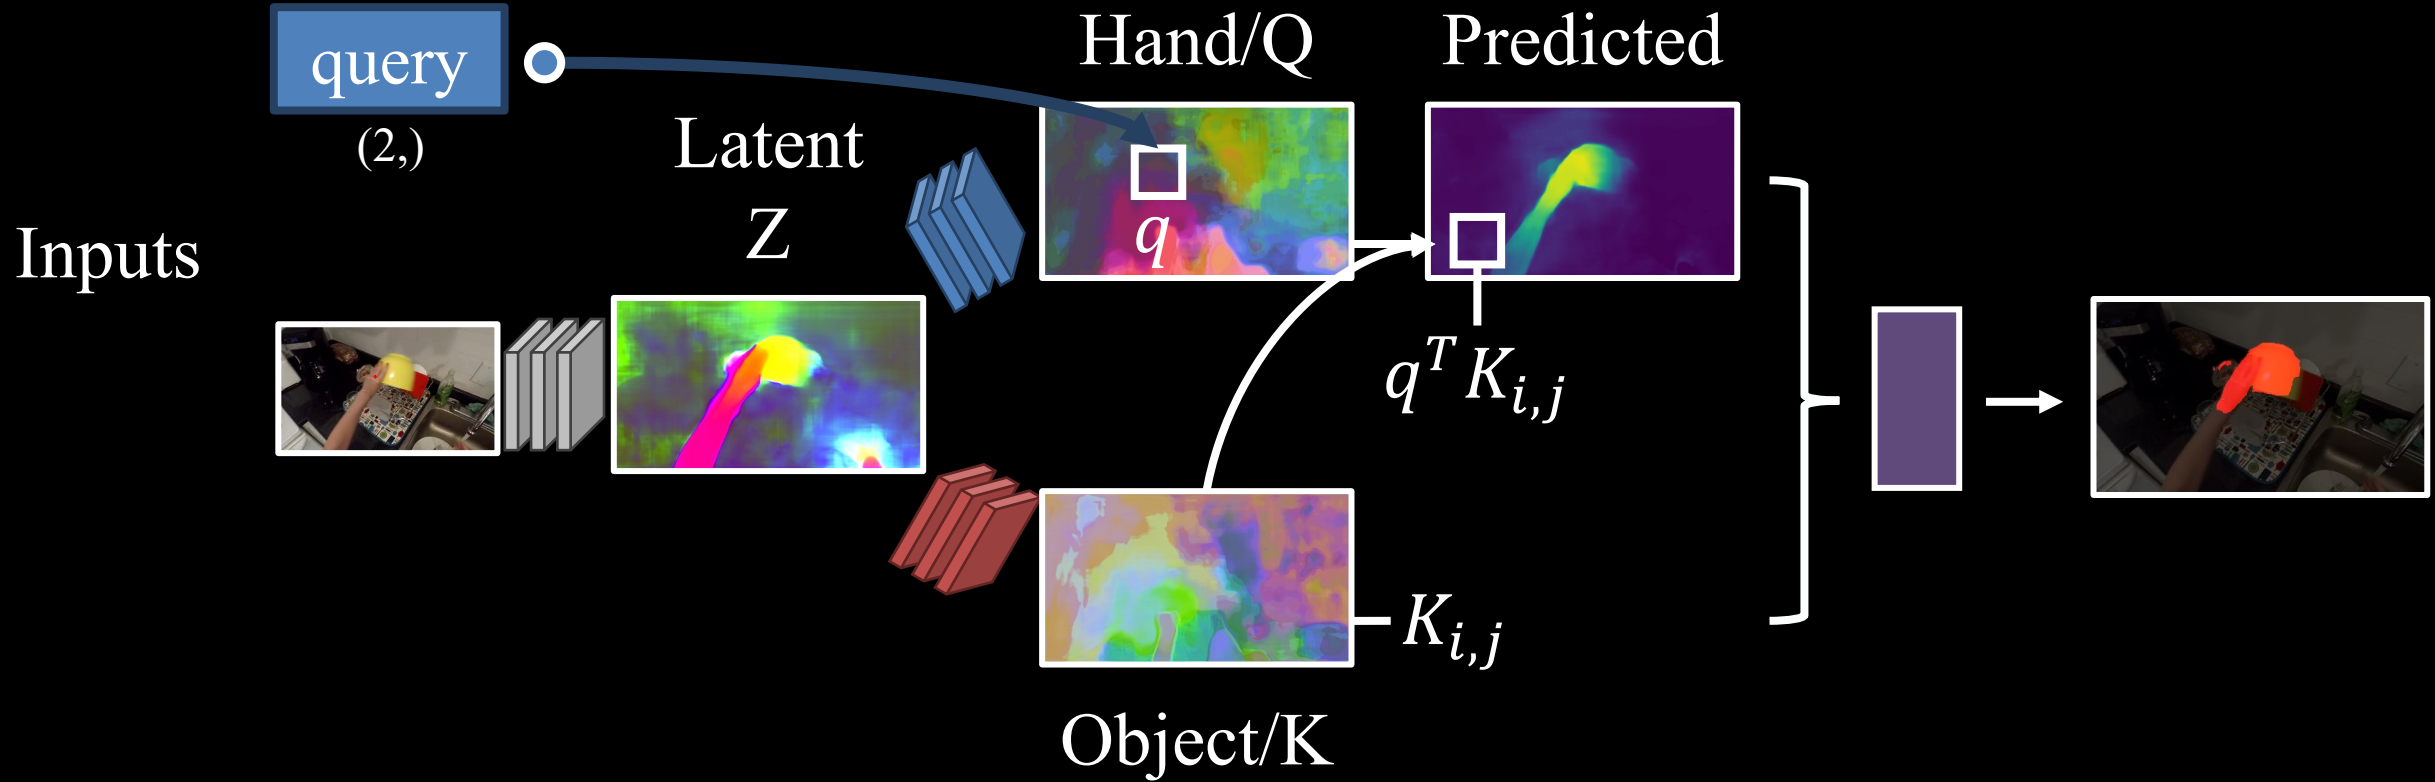 query
(2,)
Inputs
Latent
Z
Hand/Q
q
Predicted
q^T K_{i,j}
K_{i,j}
Object/K